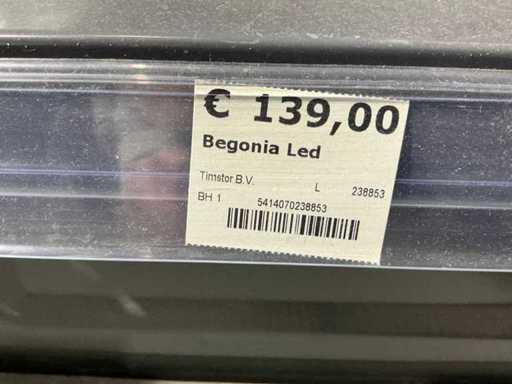 € 139,00
Begonia Led
Timstor B.V. L 238853
BH 1 5414070238853